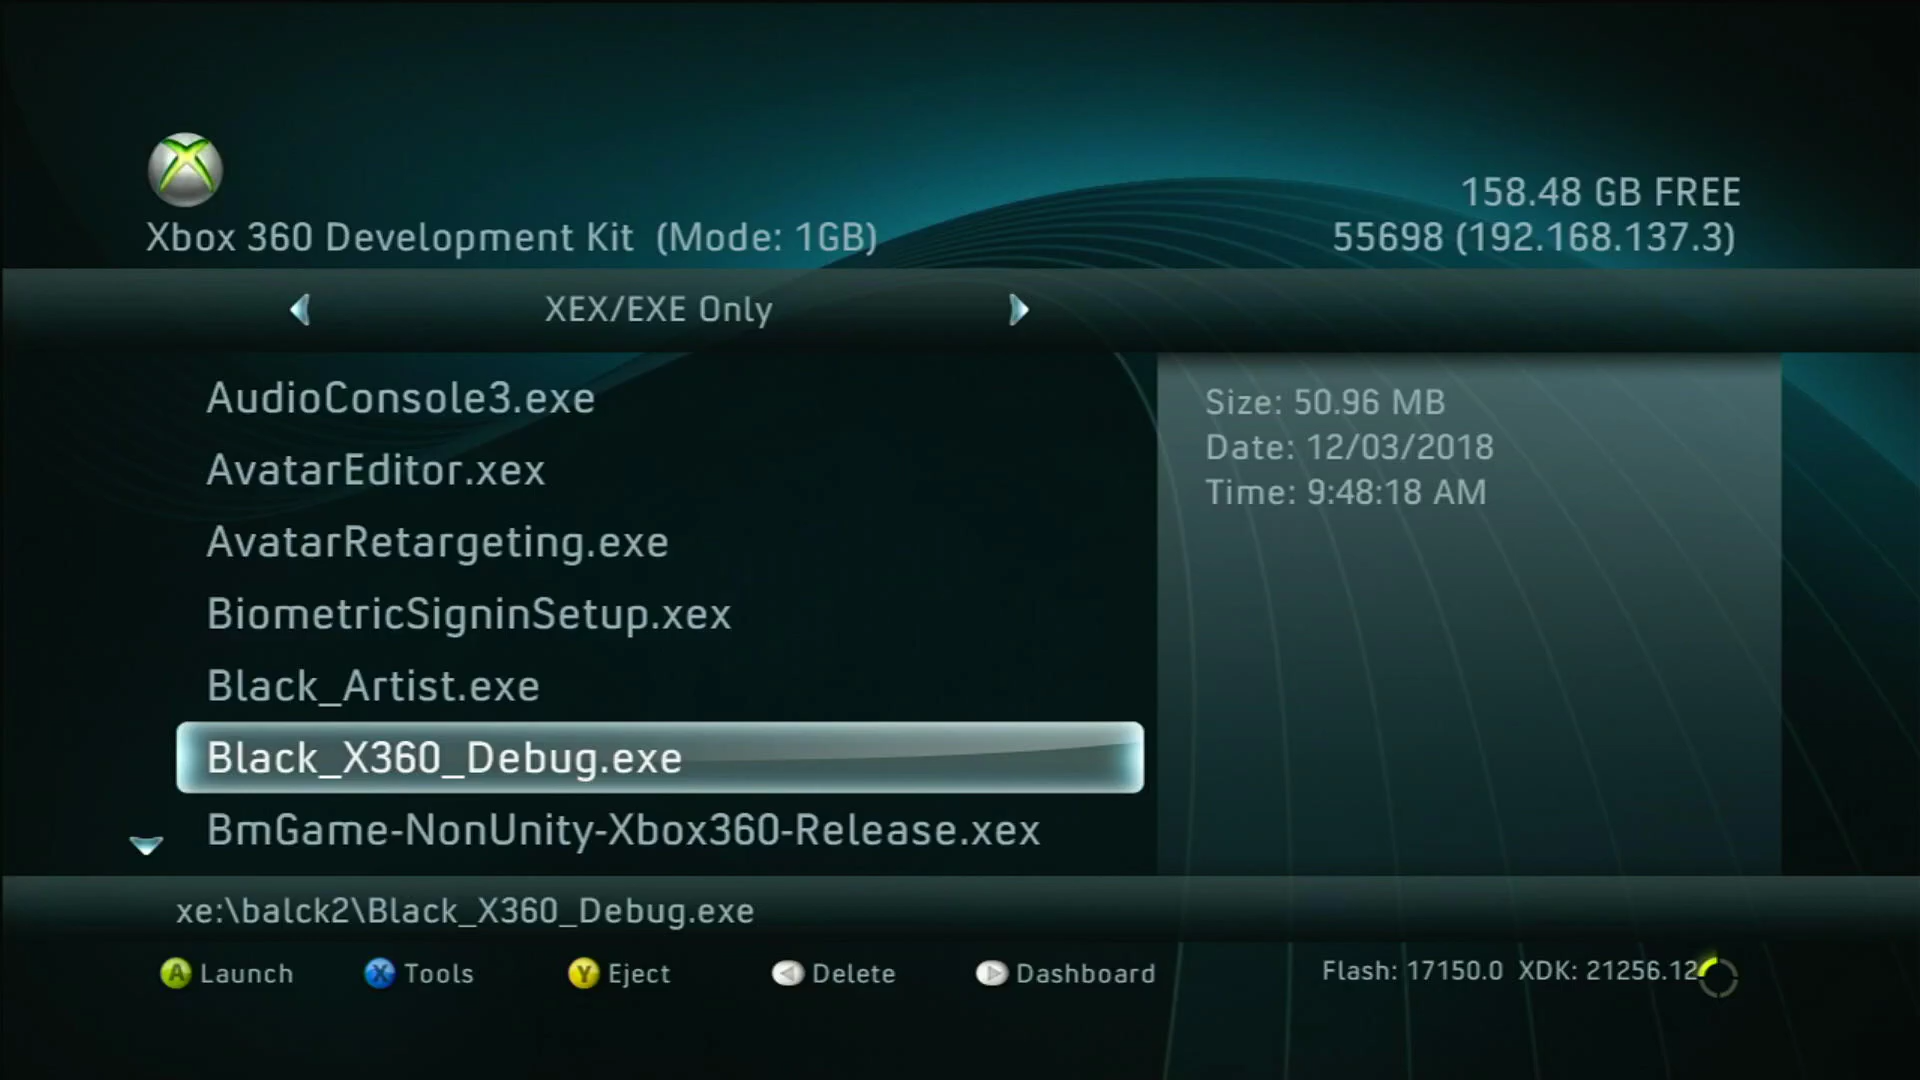 158.48 GB FREE
Xbox 360 Development Kit (Mode: 1GB)
55698 (192.168.137.3)
XEX/EXE Only
AudioConsole3.exe
AvatarEditor.xex
AvatarRetargeting.exe
BiometricSigninSetup.xex
Black_Artist.exe
Black_X360_Debug.exe
BmGame-NonUnity-Xbox360-Release.xex
Size: 50.96 MB
Date: 12/03/2018
Time: 9:48:18 AM
xe:\balck2\Black_X360_Debug.exe
A Launch
X Tools
Y Eject
Delete
Dashboard
Flash: 17150.0 XDK: 21256.12